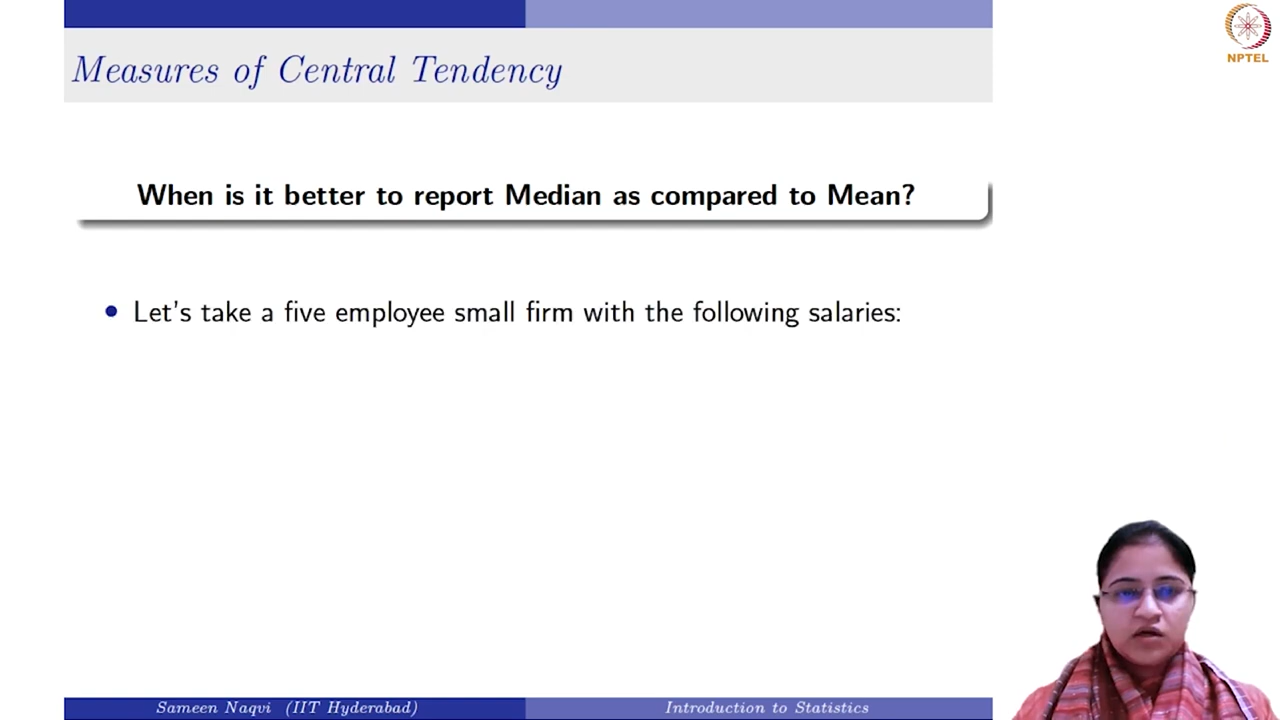 Measures of Central Tendency
NPTEL
When is it better to report Median as compared to Mean?
Let's take a five employee small firm with the following salaries:
Sameen Naqvi (IIT Hyderabad)
Introduction to Statistics